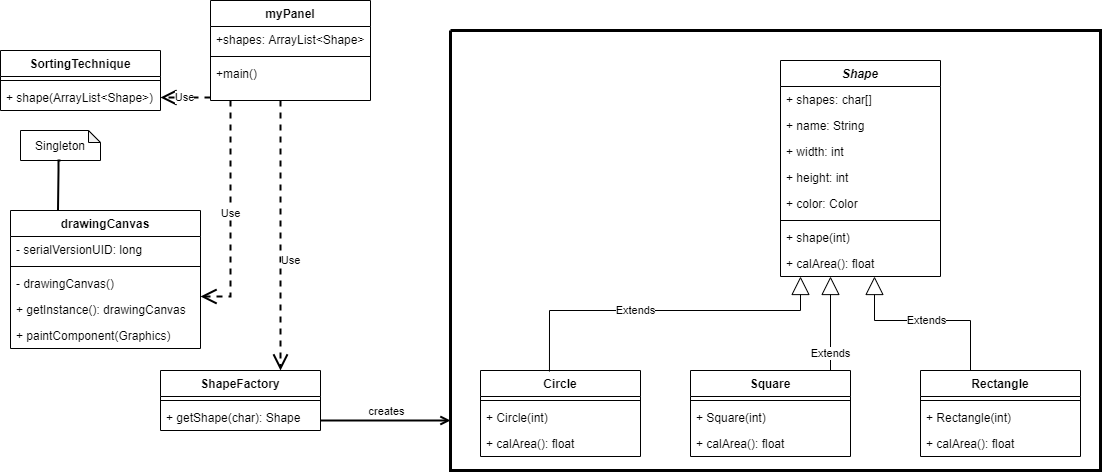 myPanel
+shapes: ArrayList<Shape>
+main()
SortingTechnique
+ shape(ArrayList<Shape>)
Use
Singleton
drawingCanvas
- serialVersionUID: long
- drawingCanvas()
+ getInstance(): drawingCanvas
+ paintComponent(Graphics)
Use
Use
ShapeFactory
+ getShape(char): Shape
creates
Shape
+ shapes: char[]
+ name: String
+ width: int
+ height: int
+ color: Color
+ shape(int)
+ calArea(): float
Extends
Extends
Extends
Circle
+ Circle(int)
+ calArea(): float
Square
+ Square(int)
+ calArea(): float
Rectangle
+ Rectangle(int)
+ calArea(): float